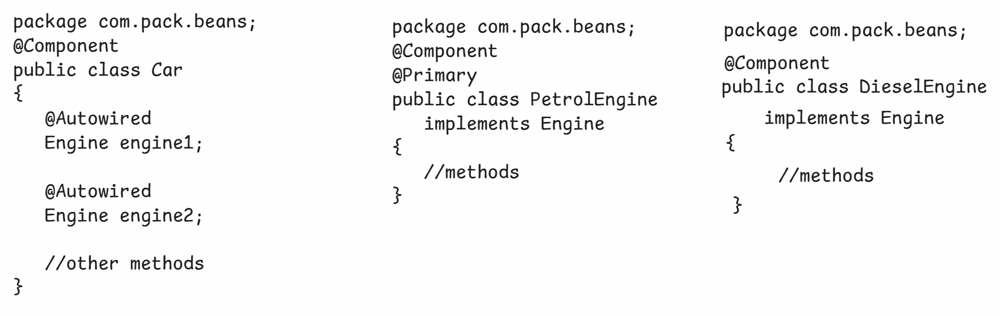 package com.pack.beans;
@Component
public class Car
{
   @Autowired
   Engine engine1;

   @Autowired
   Engine engine2;

   //other methods
}
package com.pack.beans;
@Component
@Primary
public class PetrolEngine
   implements Engine
{
   //methods
}
package com.pack.beans;
@Component
public class DieselEngine
    implements Engine
{
    //methods
}